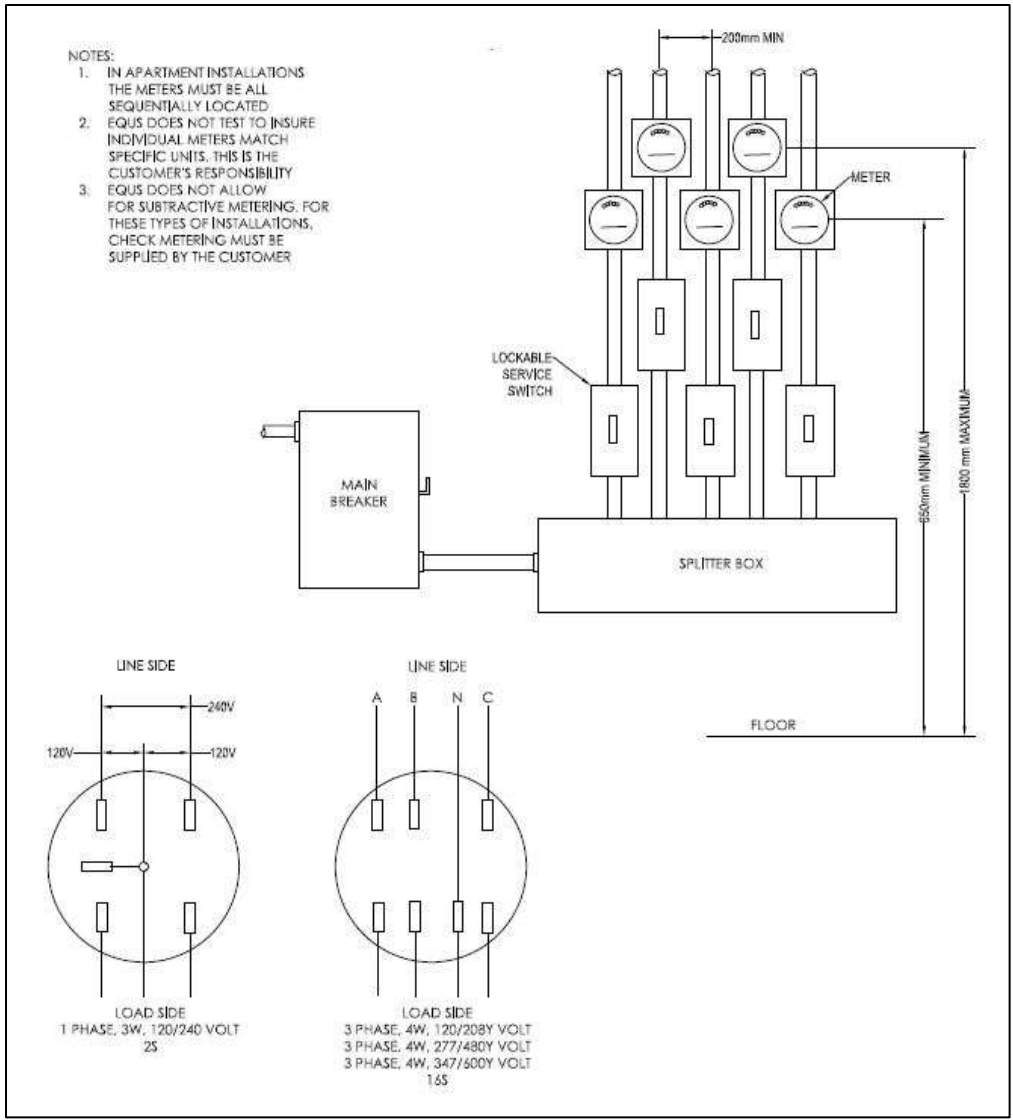 NOTES:
1. IN APARTMENT INSTALLATIONS
THE METERS MUST BE ALL
SEQUENTIALLY LOCATED
2. EQUS DOES NOT TEST TO INSURE
INDIVIDUAL METERS MATCH
SPECIFIC UNITS. THIS IS THE
CUSTOMER'S RESPONSIBILITY
3. EQUS DOES NOT ALLOW
FOR SUBTRACTIVE METERING. FOR
THESE TYPES OF INSTALLATIONS,
CHECK METERING MUST BE
SUPPLIED BY THE CUSTOMER
200mm MIN
METER
LOCKABLE
SERVICE
SWITCH
650mm MINIMUM
1800 mm MAXIMUM
MAIN
BREAKER
SPLITTER BOX
FLOOR
LINE SIDE
240V
120V
120V
LOAD SIDE
1 PHASE, 3W, 120/240 VOLT
2S
LINE SIDE
A B N C
LOAD SIDE
3 PHASE, 4W, 120/208Y VOLT
3 PHASE, 4W, 277/480Y VOLT
3 PHASE, 4W, 347/600Y VOLT
16S